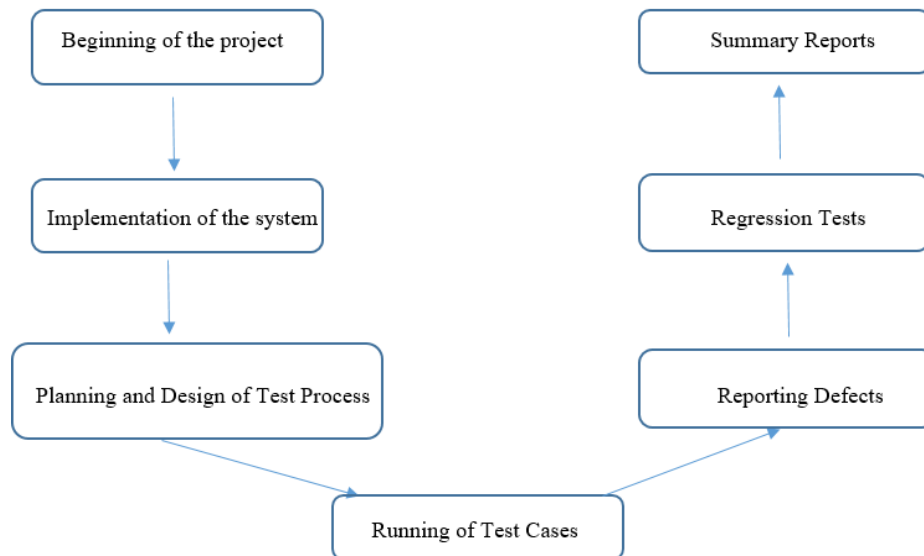 Beginning of the project
Implementation of the system
Planning and Design of Test Process
Running of Test Cases
Reporting Defects
Regression Tests
Summary Reports